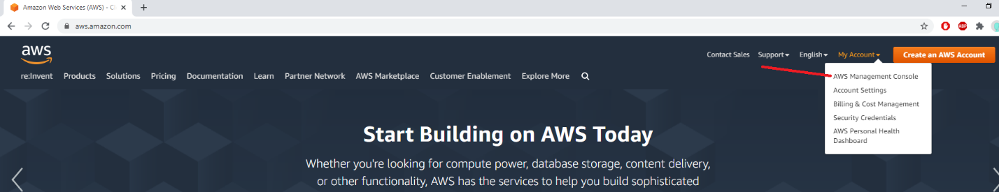 Amazon Web Services (AWS) - Cl
aws.amazon.com
ABP
aws
Contact Sales Support English My Account Create an AWS Account
re:Invent Products Solutions Pricing Documentation Learn Partner Network AWS Marketplace Customer Enablement Explore More
AWS Management Console
Account Settings
Billing & Cost Management
Security Credentials
AWS Personal Health
Dashboard
Start Building on AWS Today
Whether you're looking for compute power, database storage, content delivery,
or other functionality, AWS has the services to help you build sophisticated